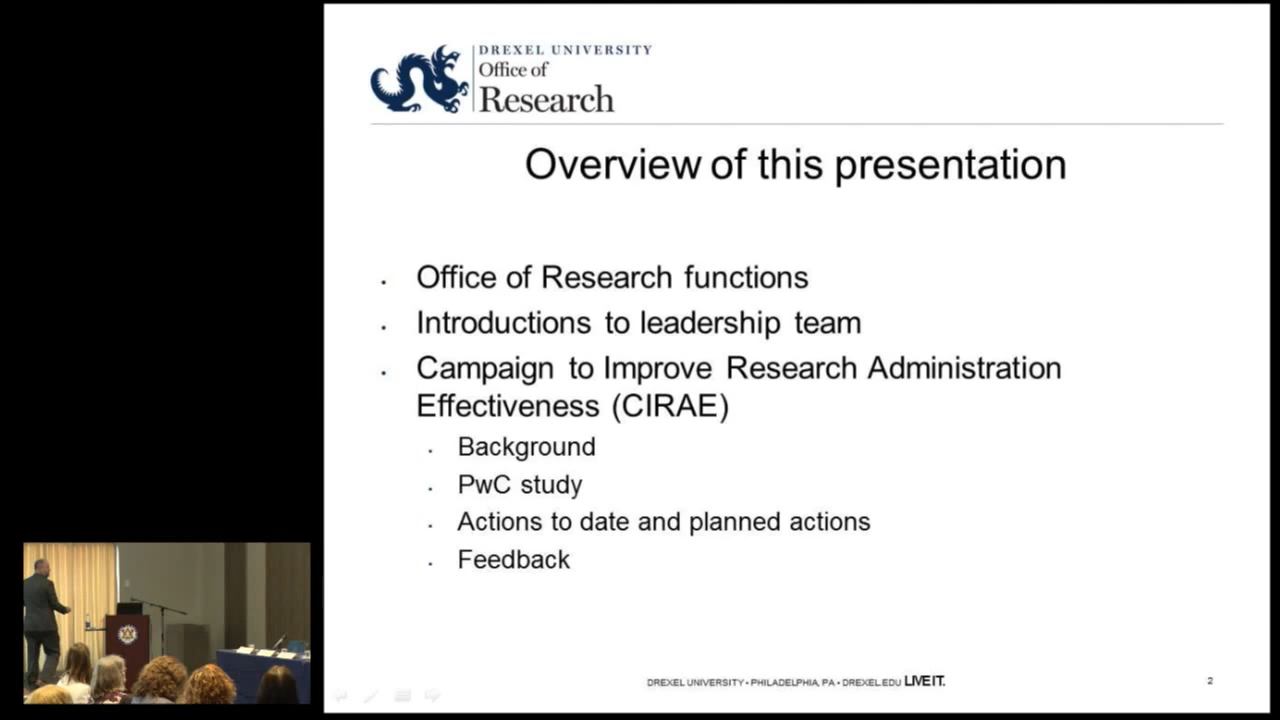 DREXEL UNIVERSITY
Office of
Research
Overview of this presentation
Office of Research functions
Introductions to leadership team
Campaign to Improve Research Administration
Effectiveness (CIRAE)
Background
PwC study
Actions to date and planned actions
Feedback
DREXEL UNIVERSITY • PHILADELPHIA, PA • DREXEL.EDU LIVE IT.
2